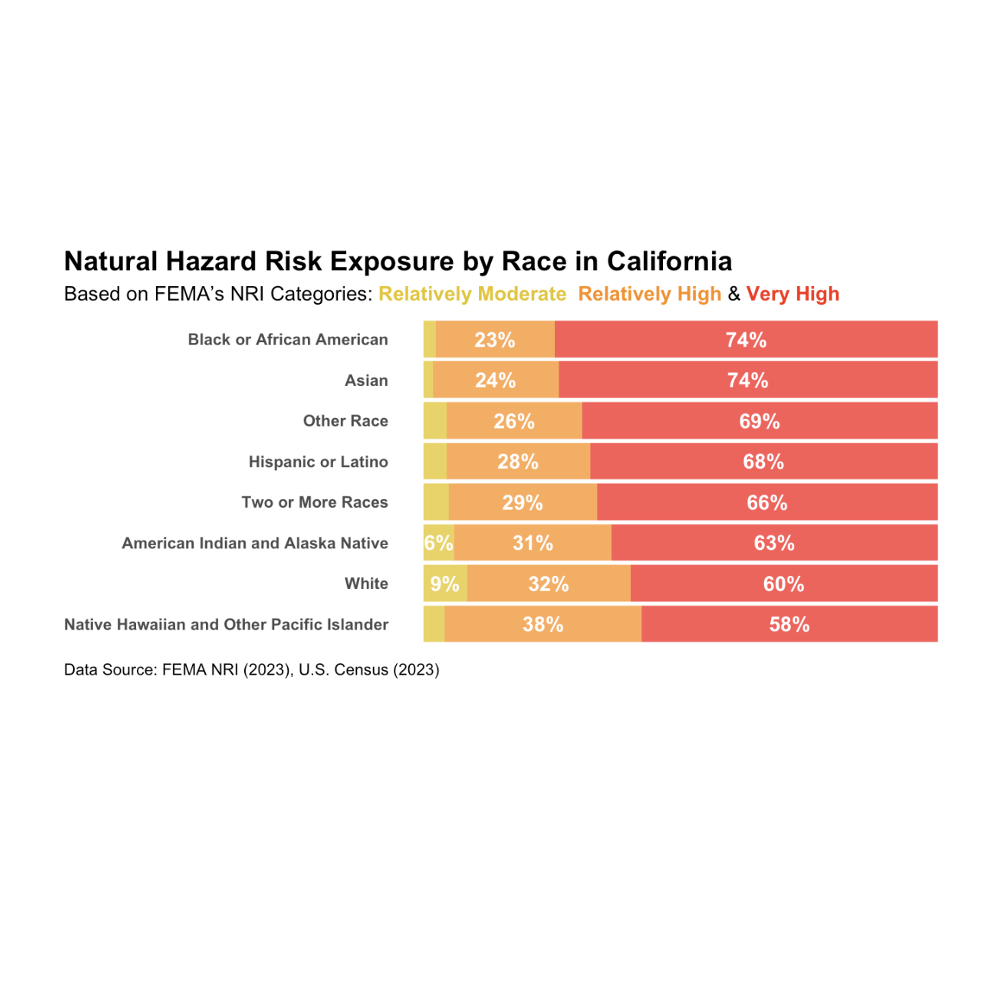 Natural Hazard Risk Exposure by Race in California
Based on FEMA’s NRI Categories: Relatively Moderate Relatively High & Very High
Black or African American 23% 74%
Asian 24% 74%
Other Race 26% 69%
Hispanic or Latino 28% 68%
Two or More Races 29% 66%
American Indian and Alaska Native 6% 31% 63%
White 9% 32% 60%
Native Hawaiian and Other Pacific Islander 38% 58%
Data Source: FEMA NRI (2023), U.S. Census (2023)